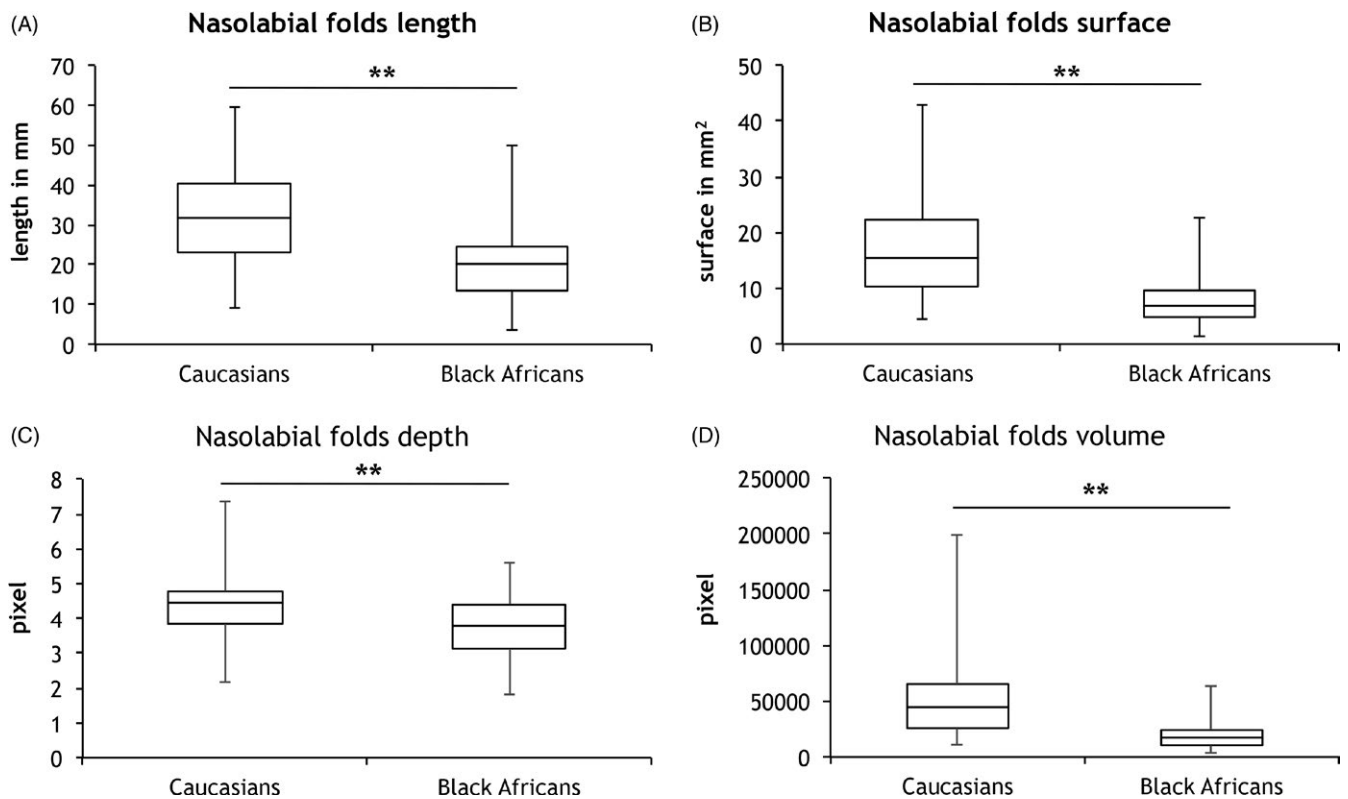 (A) Nasolabial folds length
70
60
50
40
30
20
10
0
length in mm
**
Caucasians Black Africans
(B) Nasolabial folds surface
50
40
30
20
10
0
surface in mm²
**
Caucasians Black Africans
(C) Nasolabial folds depth
8
7
6
5
4
3
2
1
0
pixel
**
Caucasians Black Africans
(D) Nasolabial folds volume
250000
200000
150000
100000
50000
0
pixel
**
Caucasians Black Africans